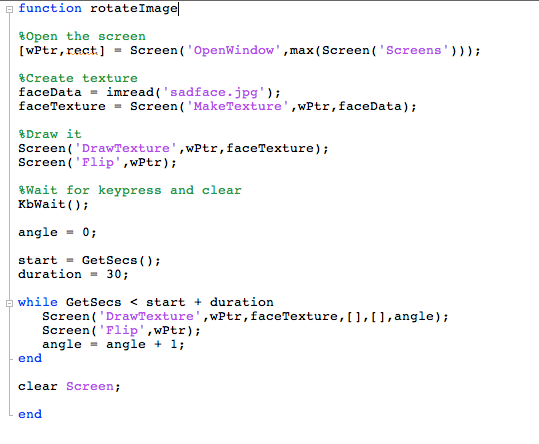 function rotateImage
%Open the screen
[wPtr,rect] = Screen('OpenWindow',max(Screen('Screens')));
%Create texture
faceData = imread('sadface.jpg');
faceTexture = Screen('MakeTexture',wPtr,faceData);
%Draw it
Screen('DrawTexture',wPtr,faceTexture);
Screen('Flip',wPtr);
%Wait for keypress and clear
KbWait();
angle = 0;
start = GetSecs();
duration = 30;
while GetSecs < start + duration
Screen('DrawTexture',wPtr,faceTexture,[],[],angle);
Screen('Flip',wPtr);
angle = angle + 1;
end
clear Screen;
end